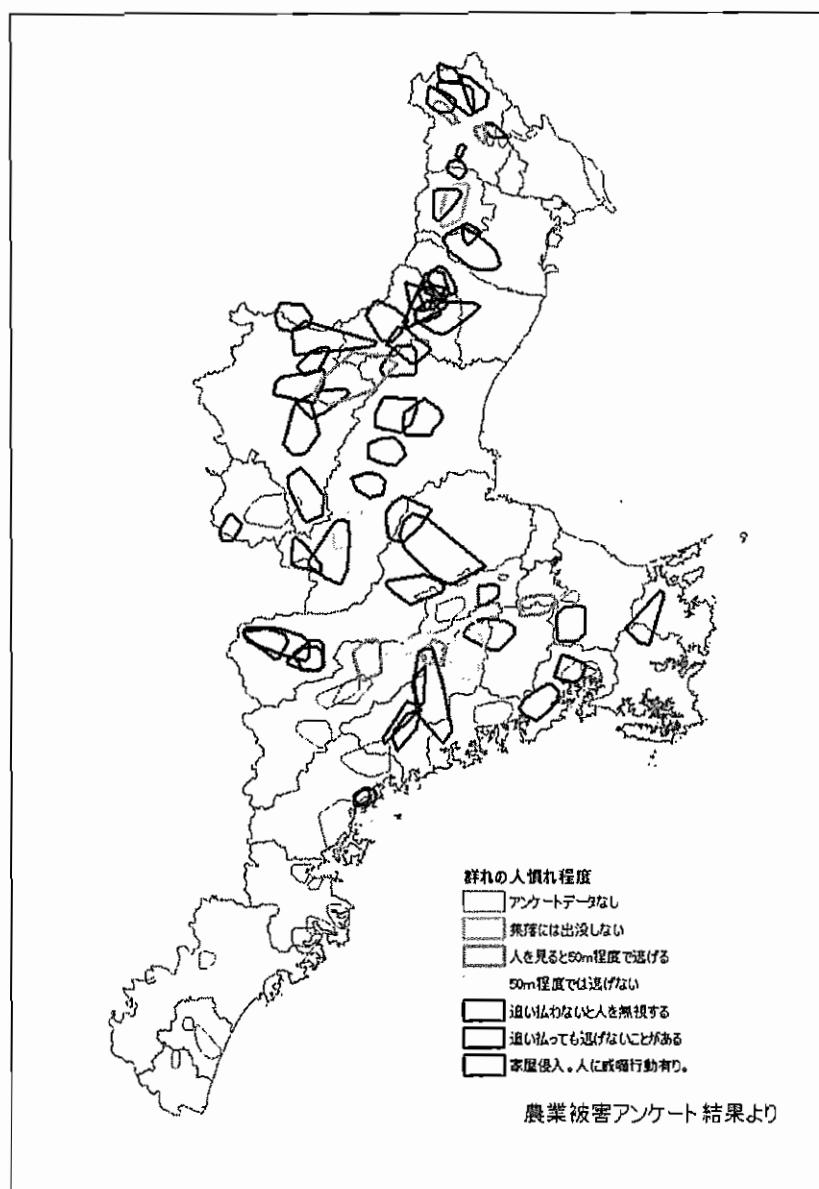 群れの人慣れ程度
アンケートデータなし
集落には出没しない
人を見ると50m程度で逃げる
50m程度では逃げない
追い払わないと人を無視する
追い払っても逃げないことがある
家屋侵入。人に威嚇行動有り。
農業被害アンケート結果より